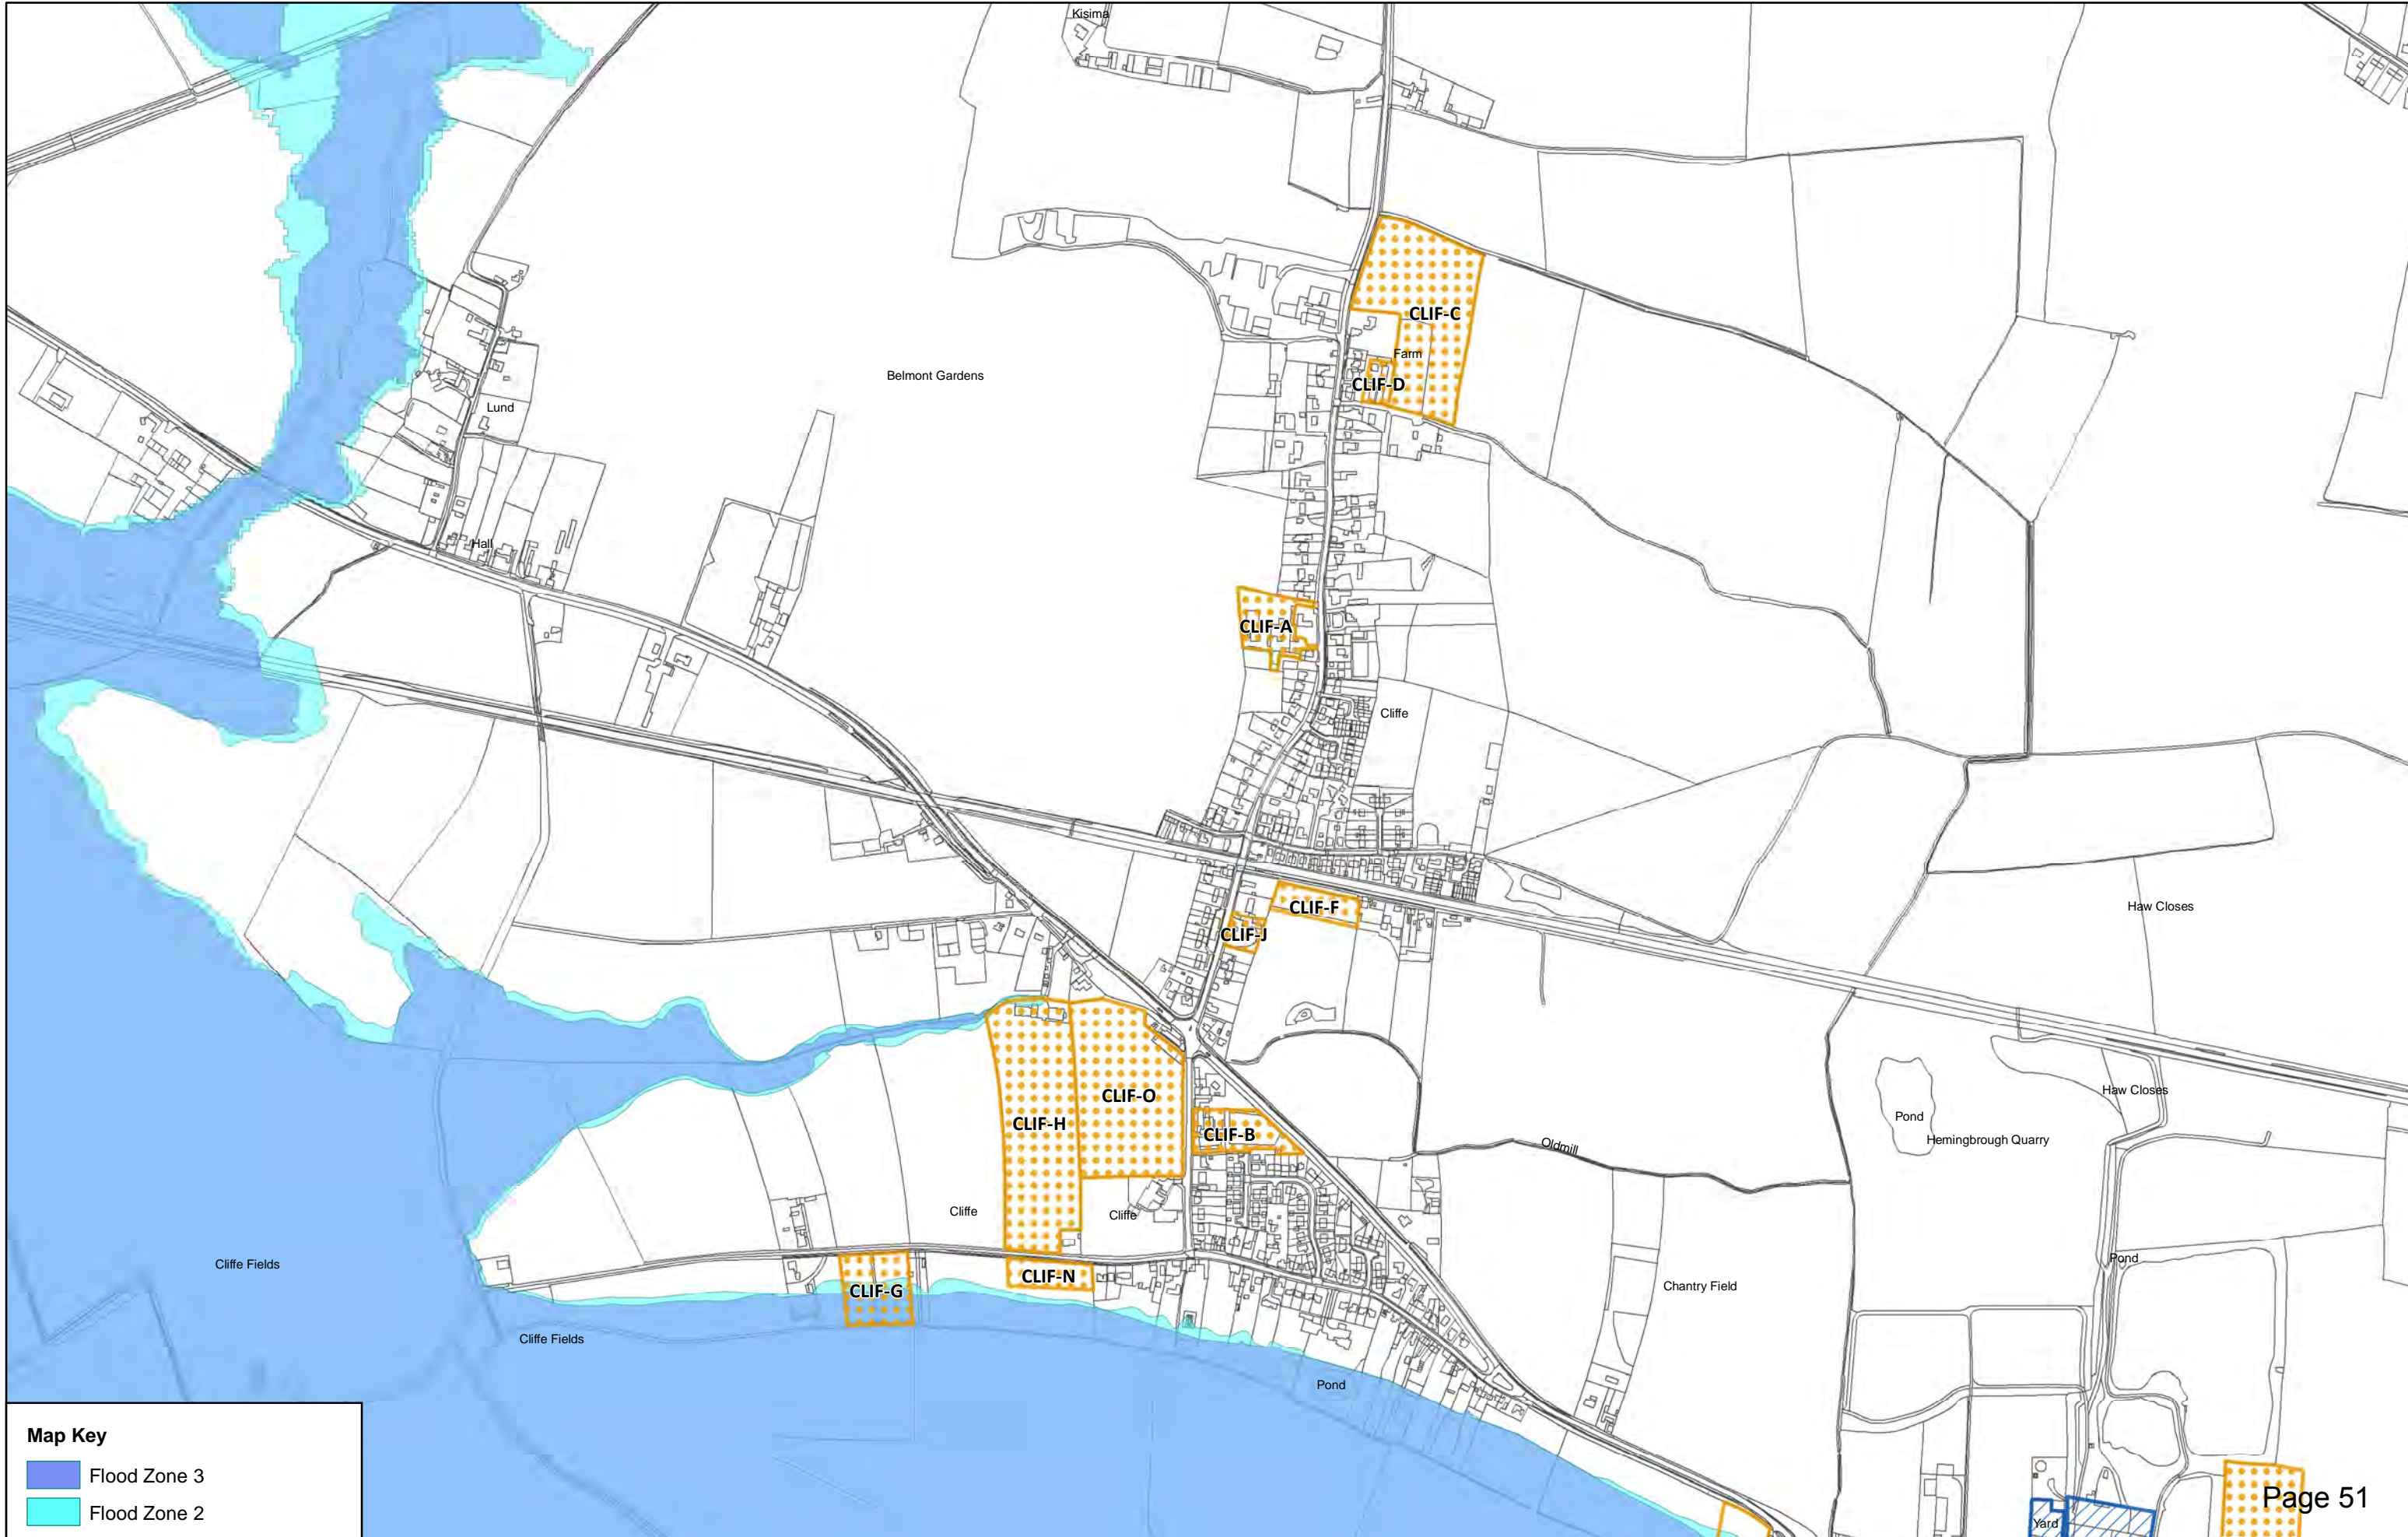 Kisima
CLIF-C
Farm
Belmont Gardens
CLIF-D
Lund
Hall
CLIF-A
Cliffe
CLIF-F
Haw Closes
CLIF-J
Haw Closes
CLIF-O
Pond
CLIF-H
CLIF-B
Hemingbrough Quarry
Oldmill
Cliffe
Cliffe
Cliffe Fields
Pond
CLIF-N
Chantry Field
CLIF-G
Cliffe Fields
Pond
Map Key
Flood Zone 3
Flood Zone 2
Page 51
Yard